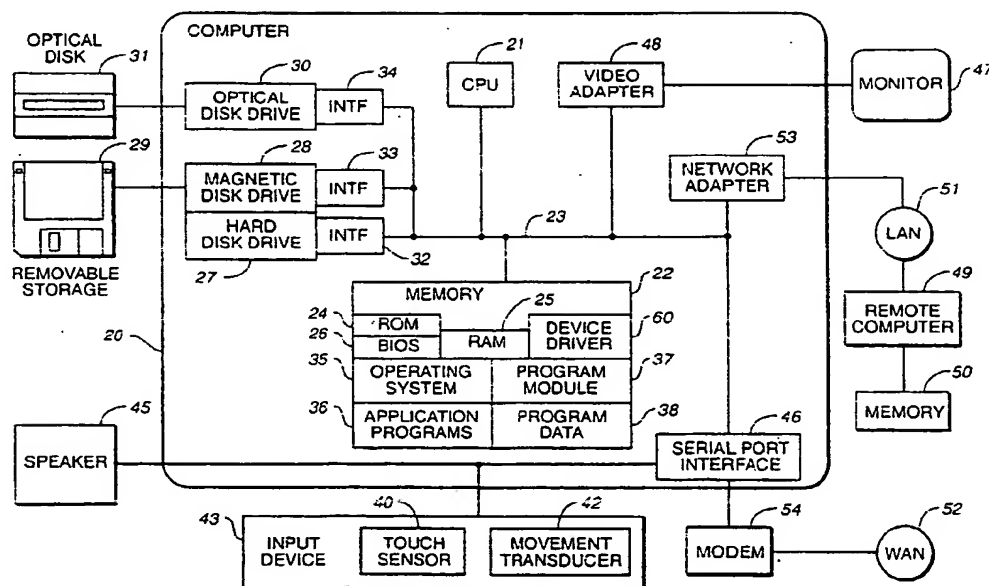 COMPUTER
OPTICAL
DISK
31
30
34
OPTICAL
DISK DRIVE
INTF
21
CPU
48
VIDEO
ADAPTER
MONITOR
47
29
28
33
MAGNETIC
DISK DRIVE
INTF
HARD
DISK DRIVE
INTF
27
32
REMOVABLE
STORAGE
23
53
NETWORK
ADAPTER
51
LAN
49
REMOTE
COMPUTER
50
MEMORY
20
MEMORY
22
24
ROM
25
26
BIOS
RAM
DEVICE
DRIVER
60
35
OPERATING
SYSTEM
PROGRAM
MODULE
37
36
APPLICATION
PROGRAMS
PROGRAM
DATA
38
46
SERIAL PORT
INTERFACE
45
SPEAKER
43
INPUT
DEVICE
40
TOUCH
SENSOR
42
MOVEMENT
TRANSDUCER
54
MODEM
52
WAN